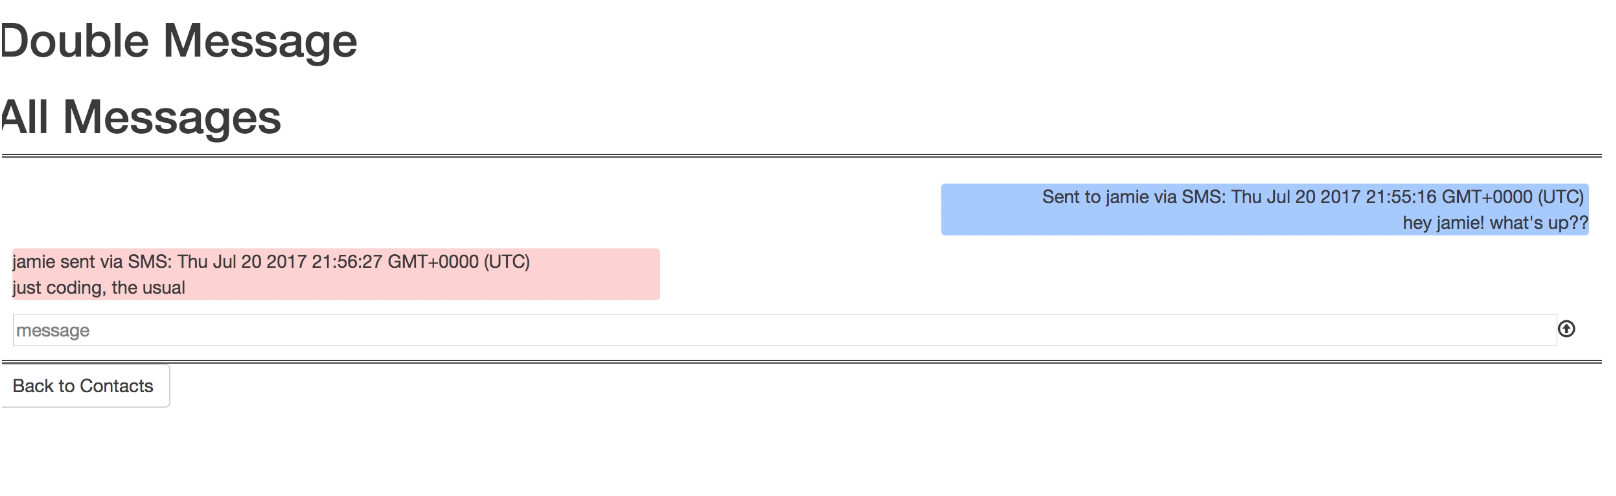 Double Message
All Messages
Sent to jamie via SMS: Thu Jul 20 2017 21:55:16 GMT+0000 (UTC)
hey jamie! what's up??
jamie sent via SMS: Thu Jul 20 2017 21:56:27 GMT+0000 (UTC)
just coding, the usual
message
Back to Contacts